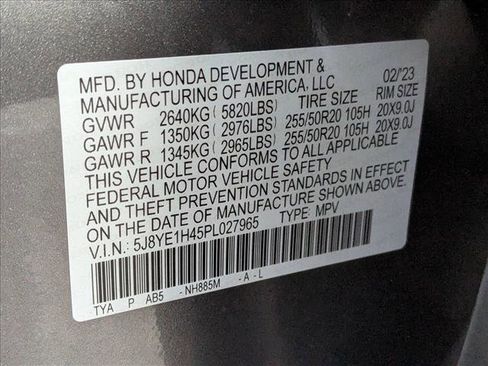 MFD. BY HONDA DEVELOPMENT & 02/'23
MANUFACTURING OF AMERICA, LLC
GVWR 2640KG (5820LBS) TIRE SIZE RIM SIZE
GAWR F 1350KG (2976LBS) 255/50R20 105H 20X9.0J
GAWR R 1345KG (2965LBS) 255/50R20 105H 20X9.0J
THIS VEHICLE CONFORMS TO ALL APPLICABLE
FEDERAL MOTOR VEHICLE SAFETY
AND THEFT PREVENTION STANDARDS IN EFFECT
ON THE DATE OF MANUFACTURE SHOWN ABOVE.
V.I.N.: 5J8YE1H45PL027965 TYPE: MPV
TYA P AB5 -NH885M -A-L